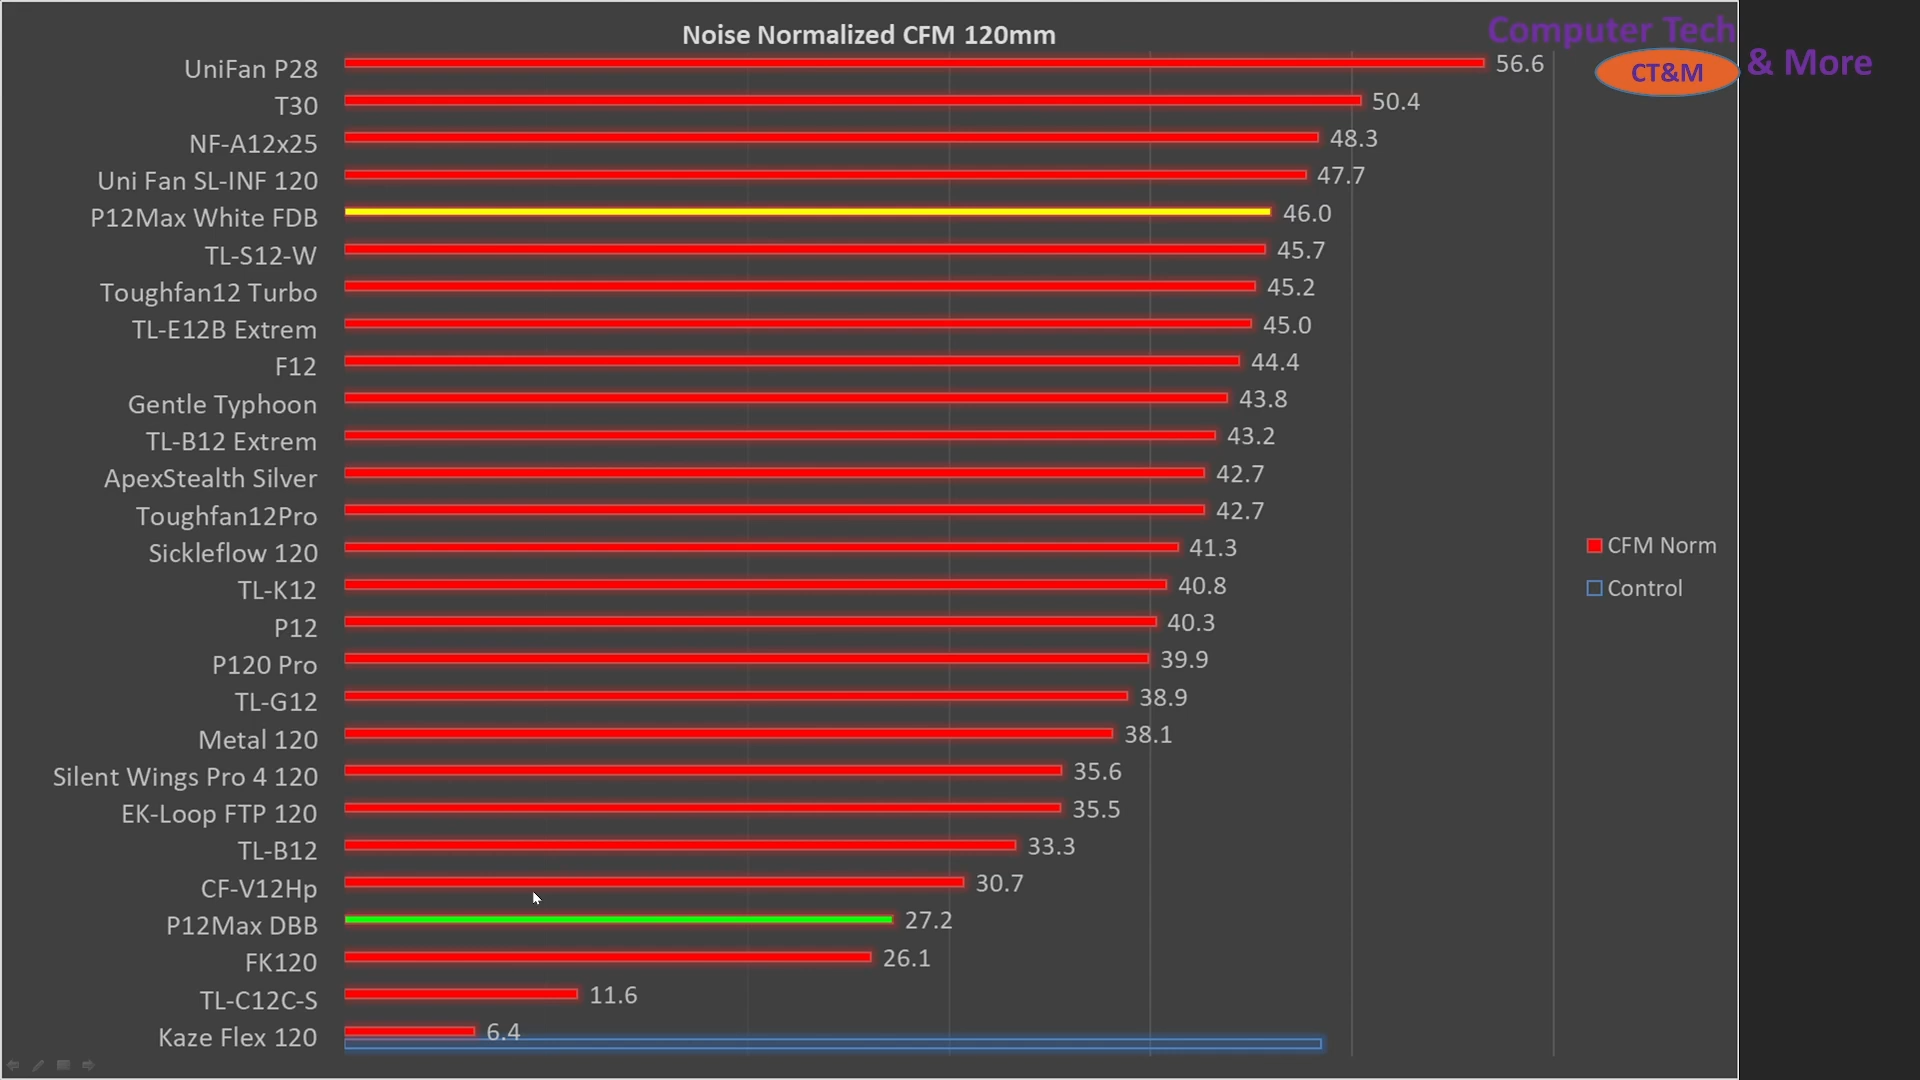 Noise Normalized CFM 120mm
Computer Tech
CT&M
& More
UniFan P28 56.6
T30 50.4
NF-A12x25 48.3
Uni Fan SL-INF 120 47.7
P12Max White FDB 46.0
TL-S12-W 45.7
Toughfan12 Turbo 45.2
TL-E12B Extrem 45.0
F12 44.4
Gentle Typhoon 43.8
TL-B12 Extrem 43.2
ApexStealth Silver 42.7
Toughfan12Pro 42.7
Sickleflow 120 41.3
CFM Norm
TL-K12 40.8
Control
P12 40.3
P120 Pro 39.9
TL-G12 38.9
Metal 120 38.1
Silent Wings Pro 4 120 35.6
EK-Loop FTP 120 35.5
TL-B12 33.3
CF-V12Hp 30.7
P12Max DBB 27.2
FK120 26.1
TL-C12C-S 11.6
Kaze Flex 120 6.4